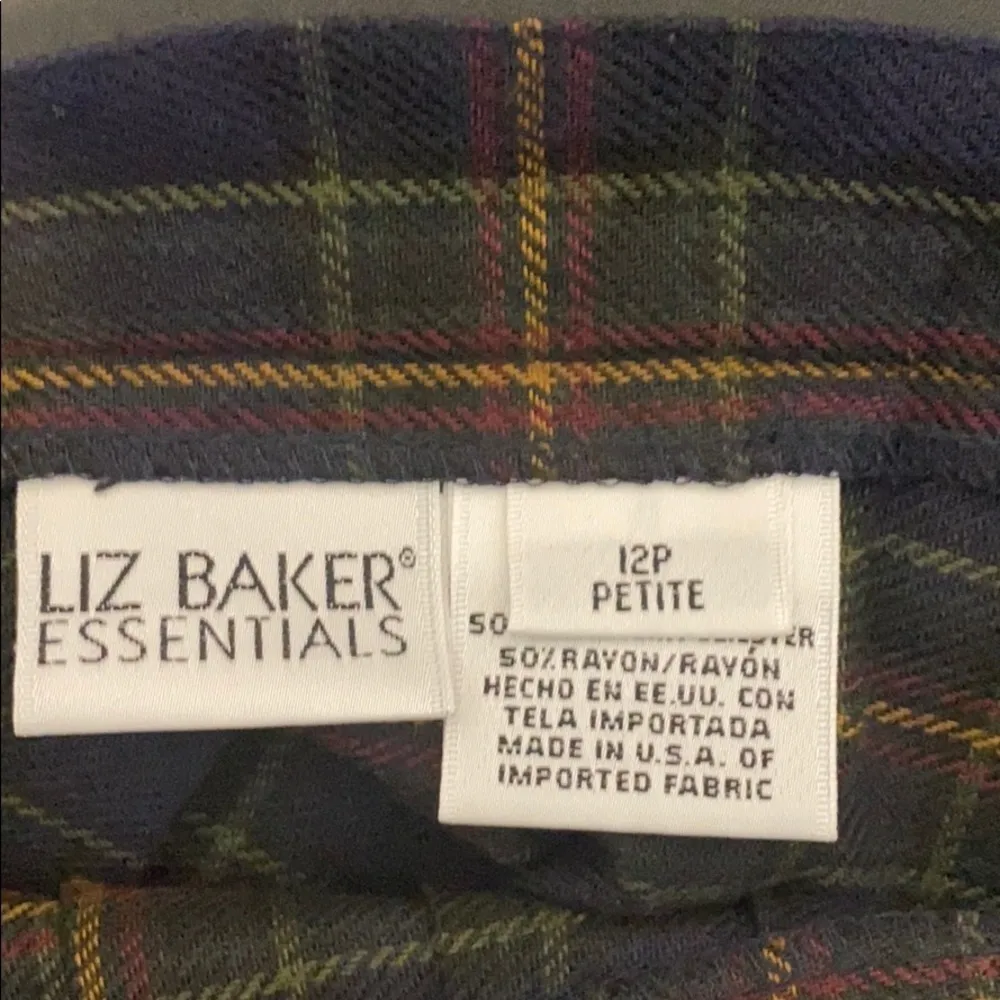 LIZ BAKER®
ESSENTIALS
12P
PETITE
50
50% RAYON/RAYÓN
HECHO EN EE.UU. CON
TELA IMPORTADA
MADE IN U.S.A. OF
IMPORTED FABRIC